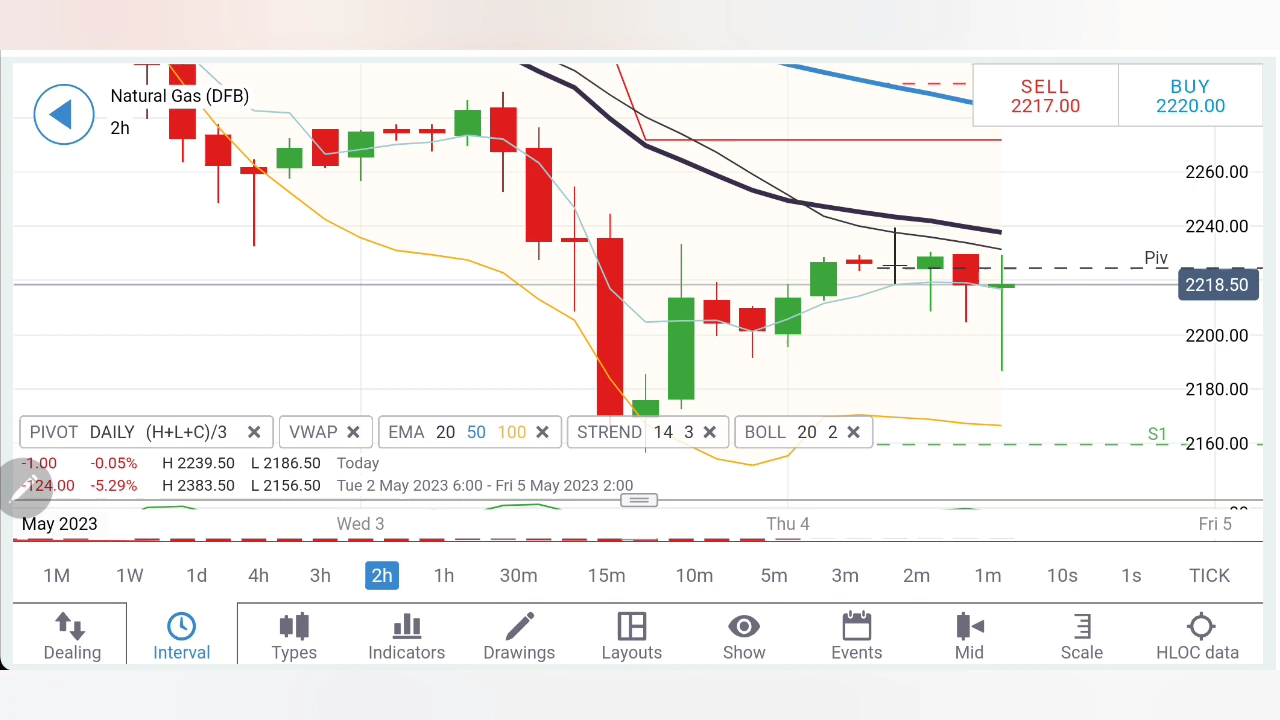 Natural Gas (DFB)
2h
SELL
2217.00
BUY
2220.00
2260.00
2240.00
Piv
2218.50
2200.00
2180.00
S1
2160.00
PIVOT DAILY (H+L+C)/3
VWAP
EMA 20 50 100
STREND 14 3
BOLL 20 2
-1.00 -0.05% H 2239.50 L 2186.50 Today
-124.00 -5.29% H 2383.50 L 2156.50 Tue 2 May 2023 6:00 - Fri 5 May 2023 2:00
May 2023 Wed 3 Thu 4 Fri 5
1M 1W 1d 4h 3h 2h 1h 30m 15m 10m 5m 3m 2m 1m 10s 1s TICK
Dealing Interval Types Indicators Drawings Layouts Show Events Mid Scale HLOC data